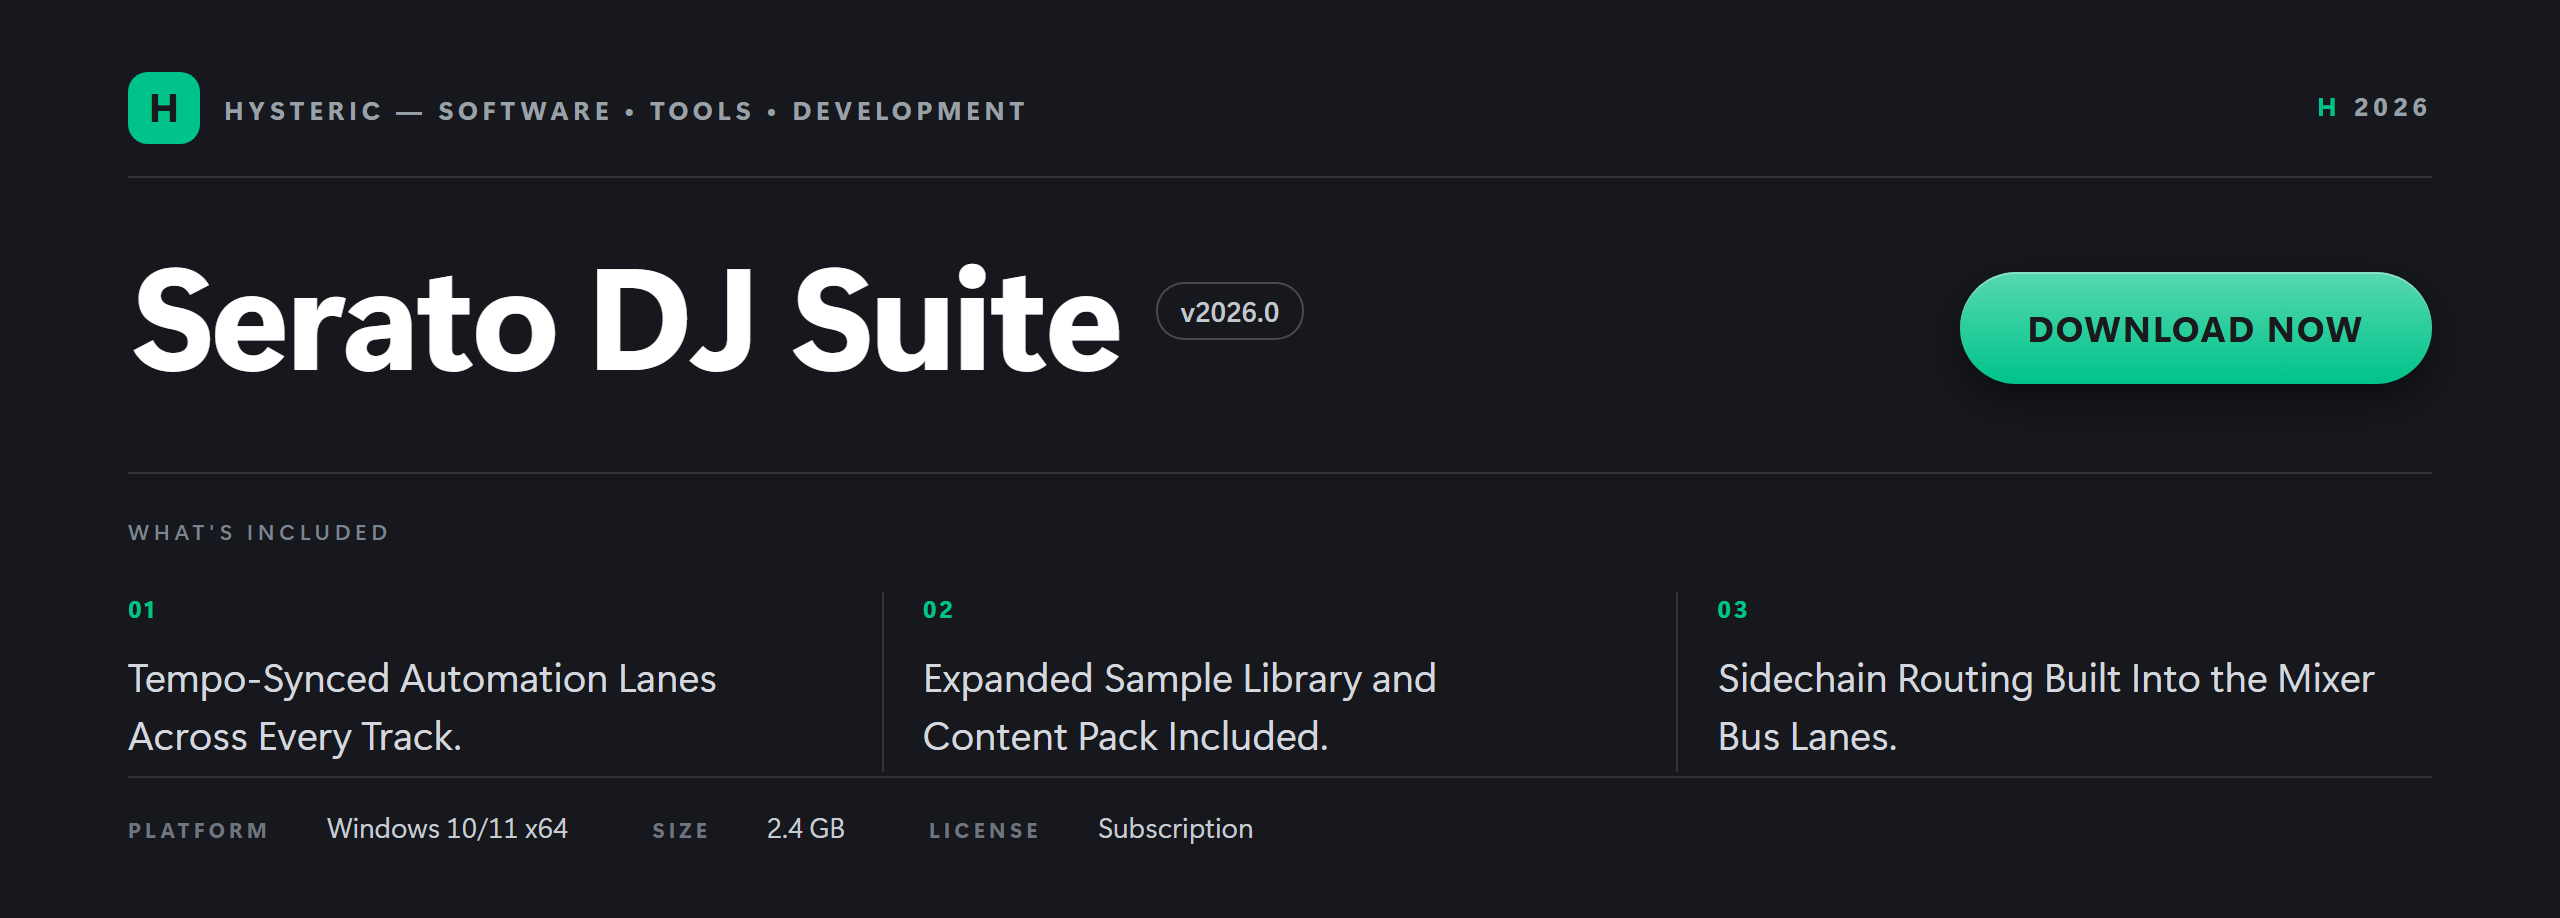 H HYSTERIC — SOFTWARE • TOOLS • DEVELOPMENT
H 2026
Serato DJ Suite v2026.0
DOWNLOAD NOW
WHAT'S INCLUDED
01
Tempo-Synced Automation Lanes
Across Every Track.
02
Expanded Sample Library and
Content Pack Included.
03
Sidechain Routing Built Into the Mixer
Bus Lanes.
PLATFORM Windows 10/11 x64 SIZE 2.4 GB LICENSE Subscription